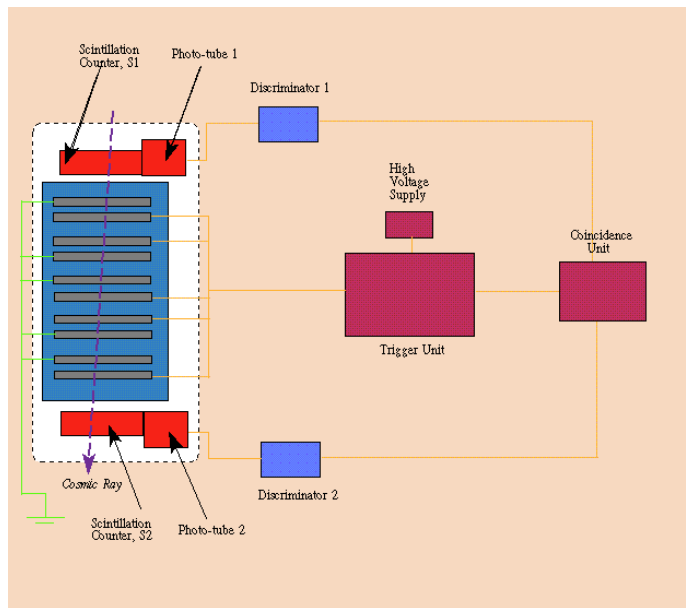 Scintillation
Counter, S1
Photo-tube 1
Discriminator 1
High
Voltage
Supply
Coincidence
Unit
Trigger Unit
Cosmic Ray
Scintillation
Counter, S2
Photo-tube 2
Discriminator 2